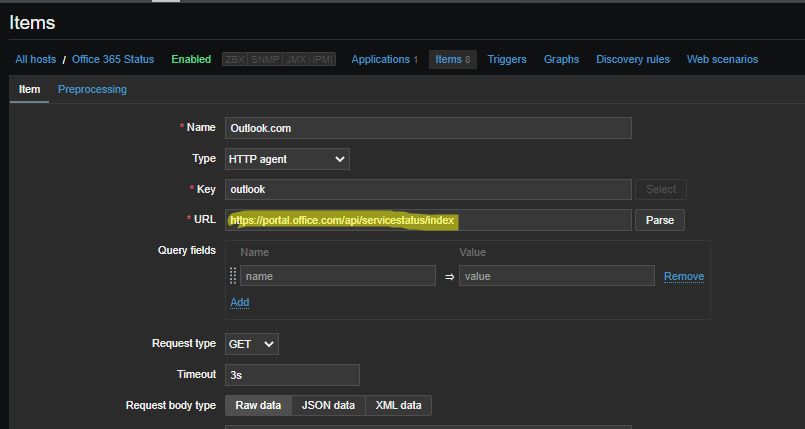 Items
All hosts / Office 365 Status Enabled ZBX SNMP JMX IPMI Applications 1 Items 8 Triggers Graphs Discovery rules Web scenarios
Item Preprocessing
* Name Outlook.com
Type HTTP agent
* Key outlook Select
* URL https://portal.office.com/api/servicestatus/index Parse
Query fields Name Value
name ⇒ value Remove
Add
Request type GET
Timeout 3s
Request body type Raw data JSON data XML data